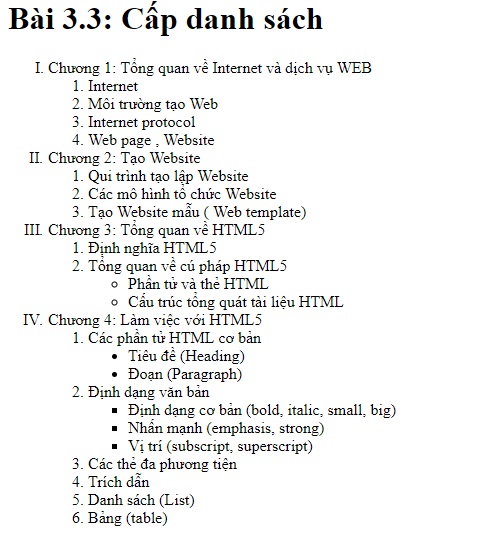 Bài 3.3: Cấp danh sách
I. Chương 1: Tổng quan về Internet và dịch vụ WEB
1. Internet
2. Môi trường tạo Web
3. Internet protocol
4. Web page , Website
II. Chương 2: Tạo Website
1. Qui trình tạo lập Website
2. Các mô hình tổ chức Website
3. Tạo Website mẫu ( Web template)
III. Chương 3: Tổng quan về HTML5
1. Định nghĩa HTML5
2. Tổng quan về cú pháp HTML5
◦ Phần tử và thẻ HTML
◦ Cấu trúc tổng quát tài liệu HTML
IV. Chương 4: Làm việc với HTML5
1. Các phần tử HTML cơ bản
• Tiêu đề (Heading)
• Đoạn (Paragraph)
2. Định dạng văn bản
▪ Định dạng cơ bản (bold, italic, small, big)
▪ Nhấn mạnh (emphasis, strong)
▪ Vị trí (subscript, superscript)
3. Các thẻ đa phương tiện
4. Trích dẫn
5. Danh sách (List)
6. Bảng (table)